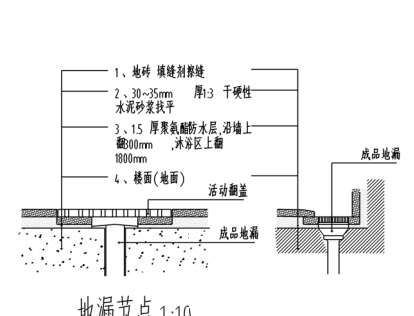 1、地砖 填缝剂擦缝
2、30~35mm 厚1:3 干硬性
水泥砂浆找平
3、1.5 厚聚氨酯防水层,沿墙上
翻300mm ,沐浴区上翻
1800mm
4、楼面(地面)
成品地漏
活动翻盖
成品地漏
地漏节点 1:10